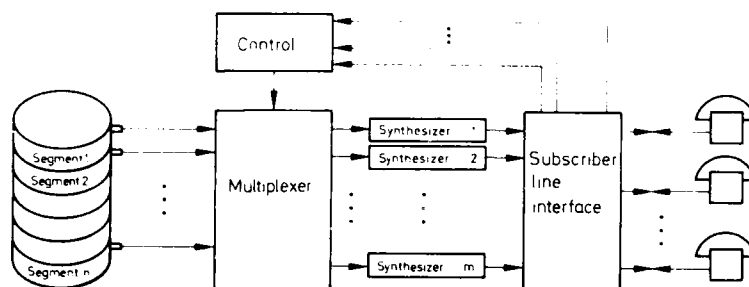 Control
Segment 1
Segment 2
Segment n
Multiplexer
Synthesizer 1
Synthesizer 2
Synthesizer m
Subscriber
line
interface